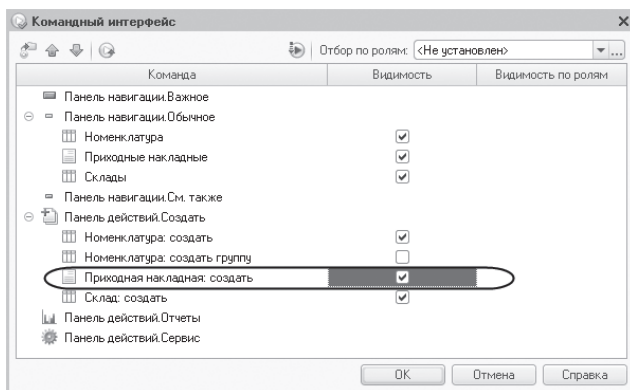 Командный интерфейс
Отбор по ролям: <Не установлен>
Команда Видимость Видимость по ролям
Панель навигации.Важное
Панель навигации.Обычное
Номенклатура
Приходные накладные
Склады
Панель навигации.См. также
Панель действий.Создать
Номенклатура: создать
Номенклатура: создать группу
Приходная накладная: создать
Склад: создать
Панель действий.Отчеты
Панель действий.Сервис
ОК Отмена Справка